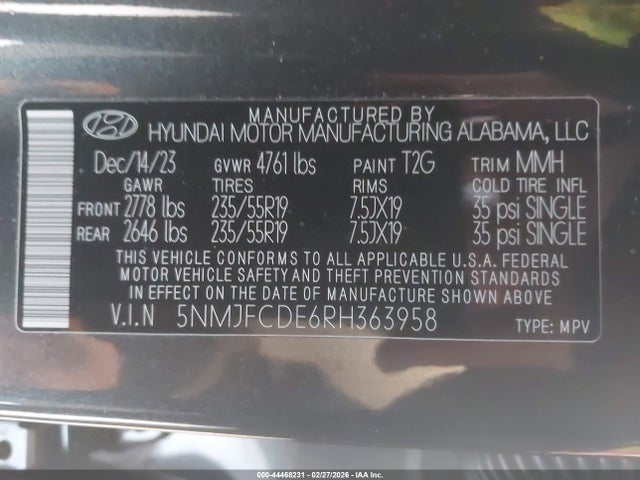 MANUFACTURED BY
HYUNDAI MOTOR MANUFACTURING ALABAMA, LLC
Dec/14/23 GVWR 4761 lbs PAINT T2G TRIM MMH
GAWR TIRES RIMS COLD TIRE INFL
FRONT 2778 lbs 235/55R19 7.5JX19 35 psi SINGLE
REAR 2646 lbs 235/55R19 7.5JX19 35 psi SINGLE
THIS VEHICLE CONFORMS TO ALL APPLICABLE U.S.A. FEDERAL
MOTOR VEHICLE SAFETY AND THEFT PREVENTION STANDARDS
IN EFFECT ON THE DATE OF MANUFACTURE SHOWN ABOVE.
V.I.N 5NMJFCDE6RH363958 TYPE: MPV
000-44468231 - 02/27/2026 - IAA, Inc.